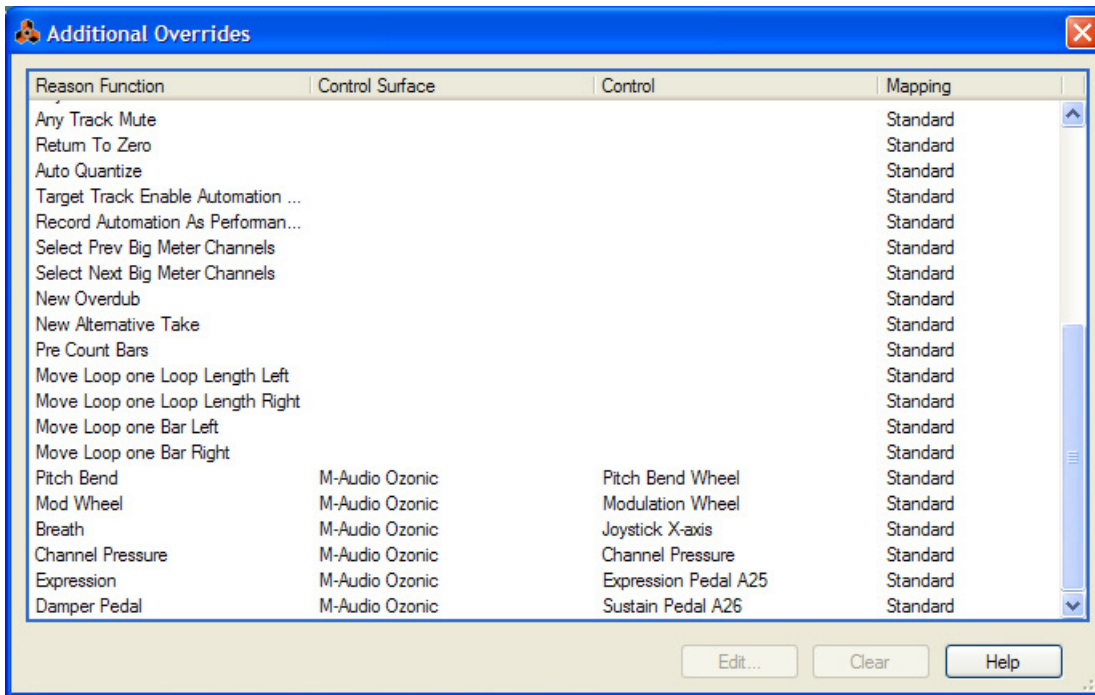 Additional Overrides
Reason Function Control Surface Control Mapping
Any Track Mute Standard
Return To Zero Standard
Auto Quantize Standard
Target Track Enable Automation ... Standard
Record Automation As Performan... Standard
Select Prev Big Meter Channels Standard
Select Next Big Meter Channels Standard
New Overdub Standard
New Alternative Take Standard
Pre Count Bars Standard
Move Loop one Loop Length Left Standard
Move Loop one Loop Length Right Standard
Move Loop one Bar Left Standard
Move Loop one Bar Right Standard
Pitch Bend M-Audio Ozonic Pitch Bend Wheel Standard
Mod Wheel M-Audio Ozonic Modulation Wheel Standard
Breath M-Audio Ozonic Joystick X-axis Standard
Channel Pressure M-Audio Ozonic Channel Pressure Standard
Expression M-Audio Ozonic Expression Pedal A25 Standard
Damper Pedal M-Audio Ozonic Sustain Pedal A26 Standard
Edit... Clear Help